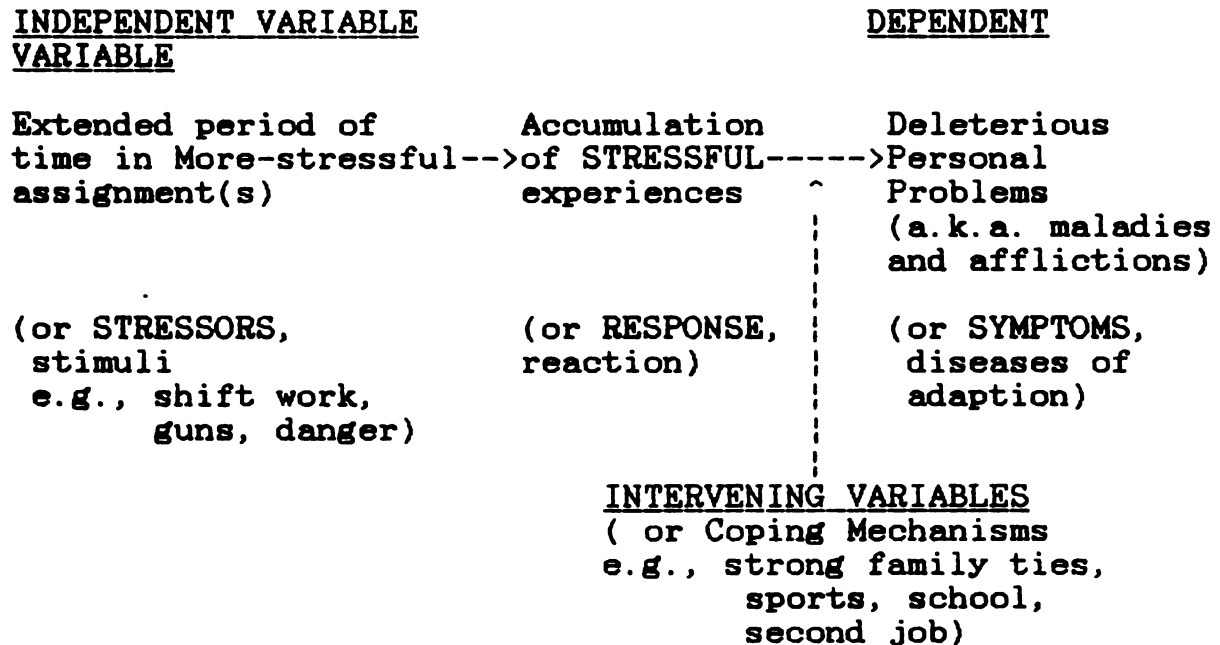 INDEPENDENT VARIABLE DEPENDENT
VARIABLE
Extended period of Accumulation Deleterious
time in More-stressful-->of STRESSFUL----->Personal
assignment(s) experiences ^ Problems
(a.k.a. maladies
and afflictions)
(or STRESSORS, (or RESPONSE, (or SYMPTOMS,
stimuli reaction) diseases of
e.g., shift work, adaption)
guns, danger)
INTERVENING VARIABLES
( or Coping Mechanisms
e.g., strong family ties,
sports, school,
second job)